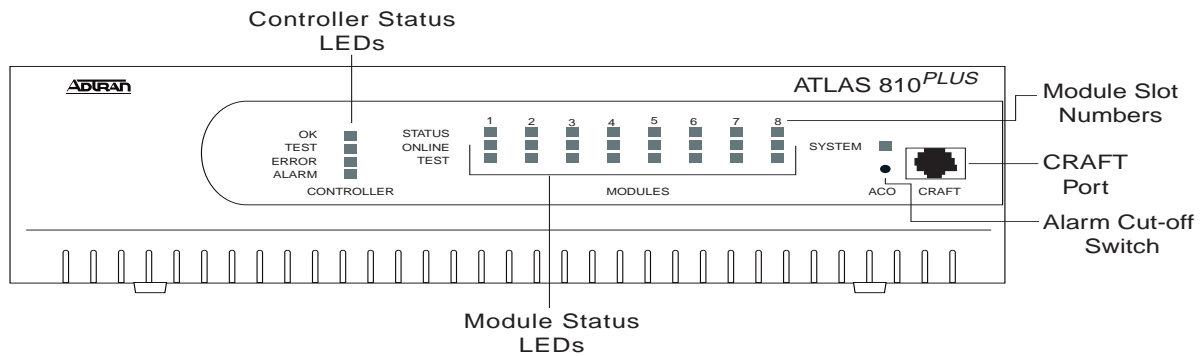 Controller Status
LEDs
ADTRAN
ATLAS 810PLUS
Module Slot
Numbers
1 2 3 4 5 6 7 8
OK
TEST
ERROR
ALARM
CONTROLLER
STATUS
ONLINE
TEST
MODULES
SYSTEM
ACO
CRAFT
CRAFT
Port
Alarm Cut-off
Switch
Module Status
LEDs